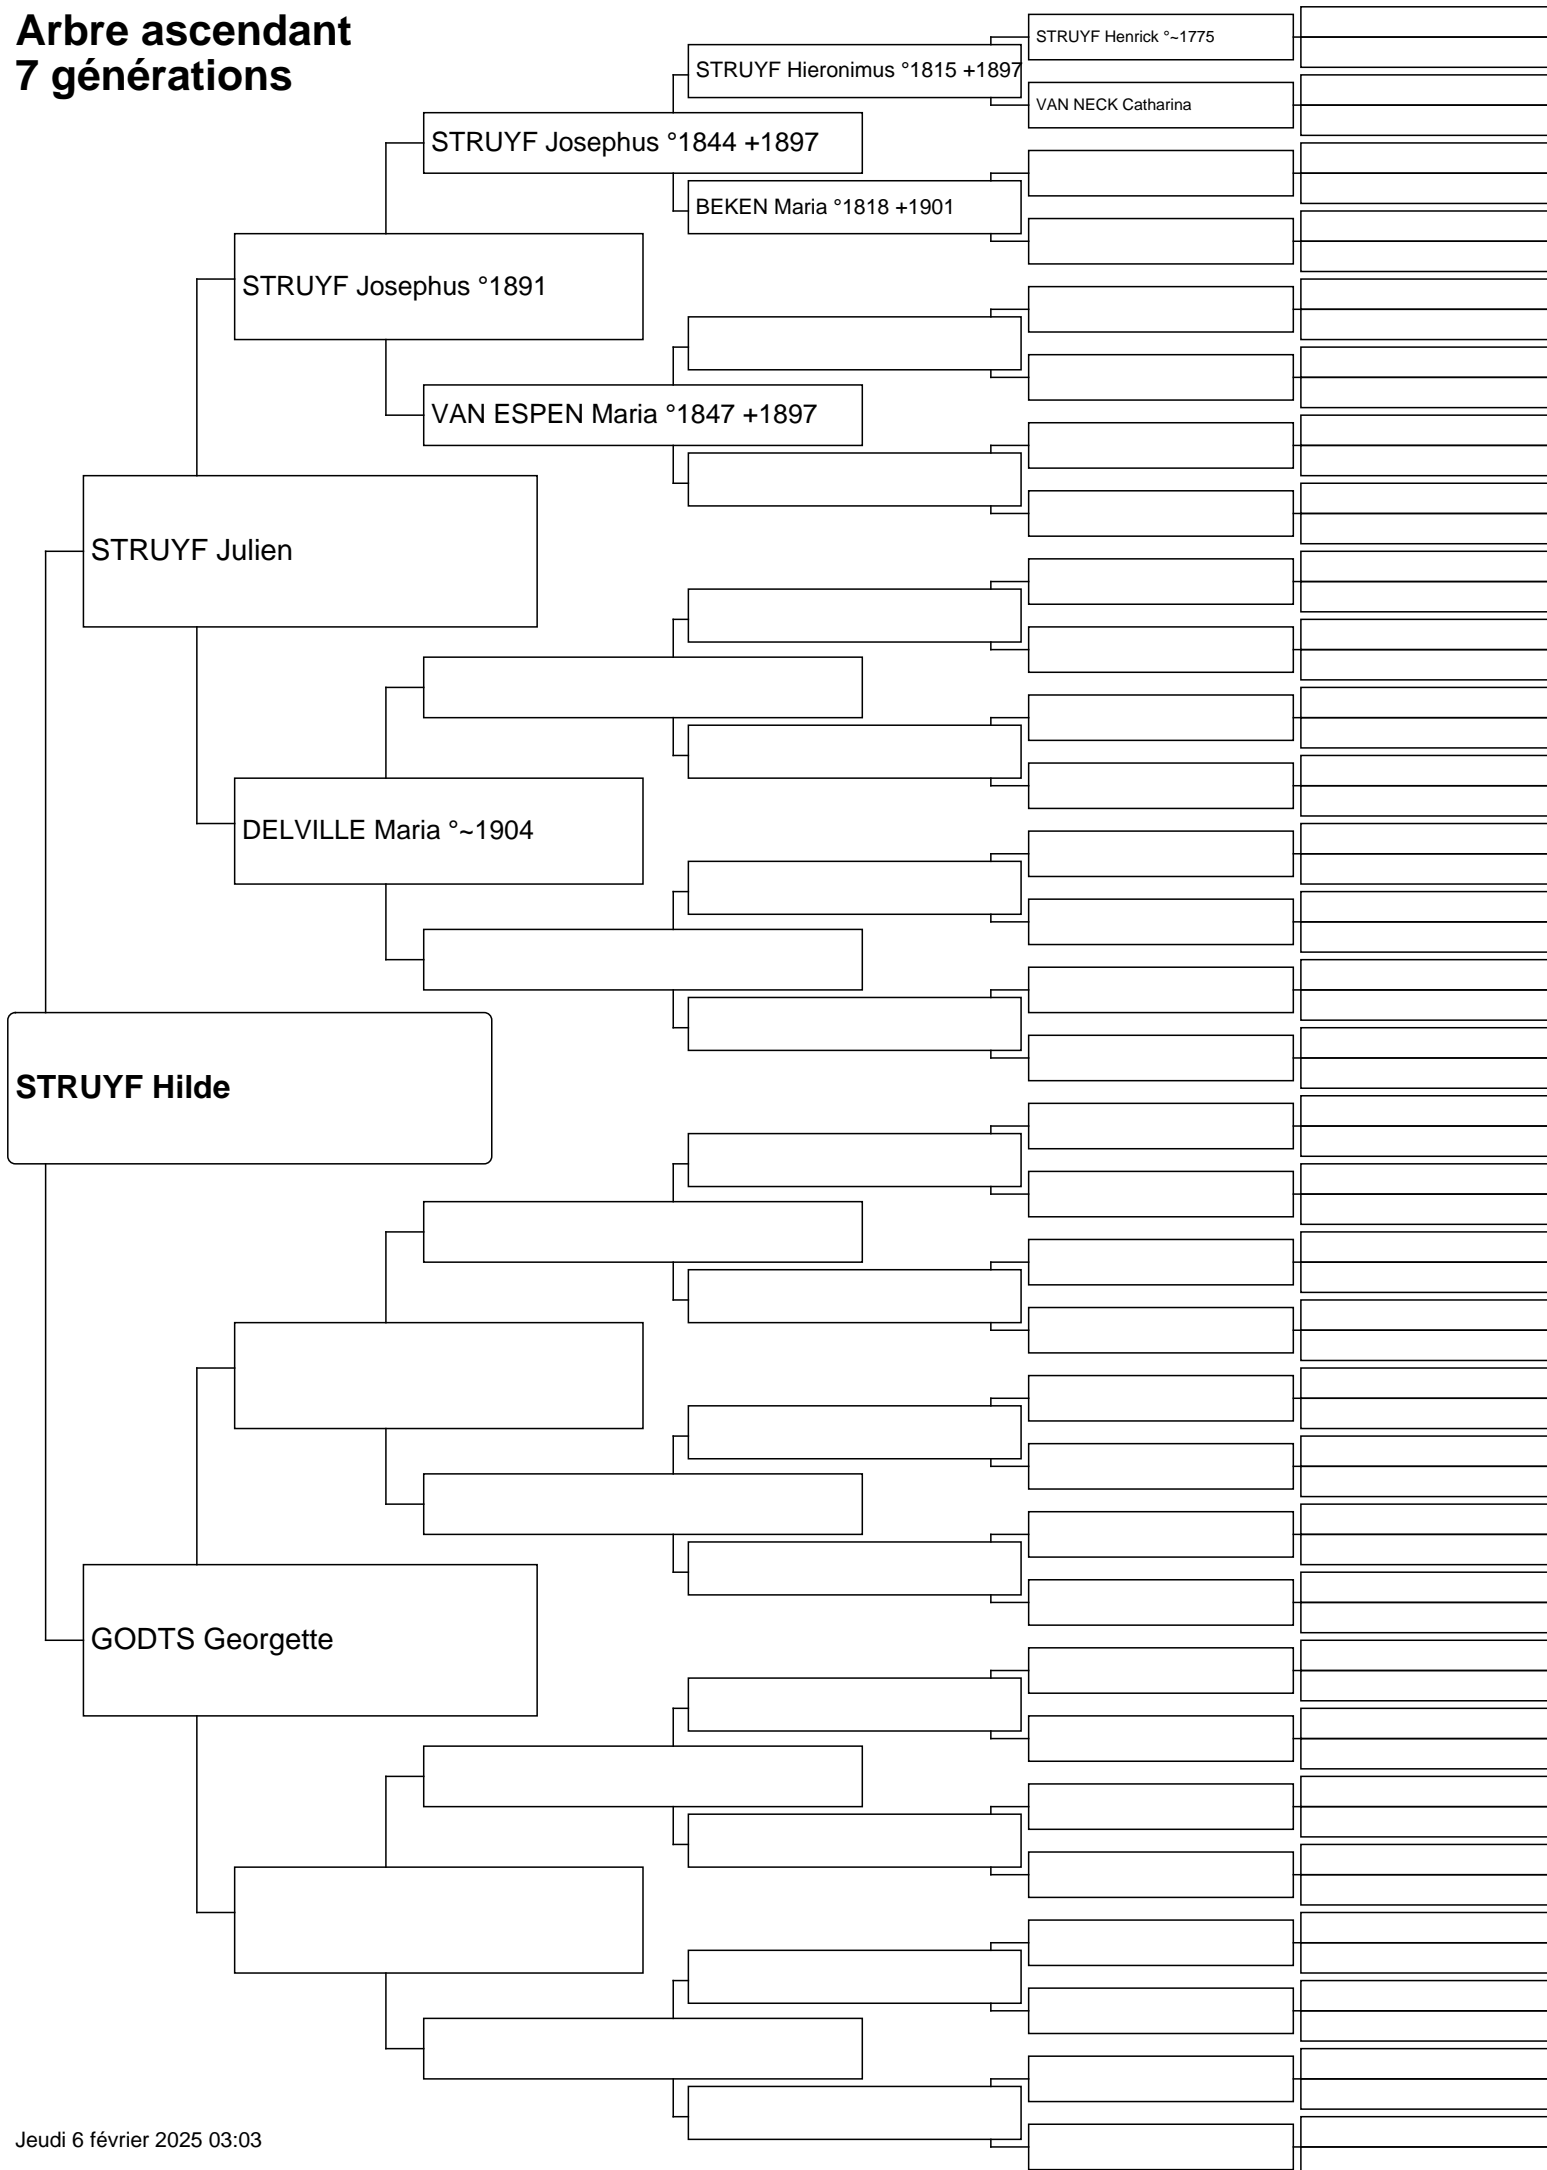 Arbre ascendant
7 générations
STRUYF Henrick °~1775
STRUYF Hieronimus °1815 +1897
VAN NECK Catharina
STRUYF Josephus °1844 +1897
BEKEN Maria °1818 +1901
STRUYF Josephus °1891
VAN ESPEN Maria °1847 +1897
STRUYF Julien
DELVILLE Maria °~1904
STRUYF Hilde
GODTS Georgette
Jeudi 6 février 2025 03:03